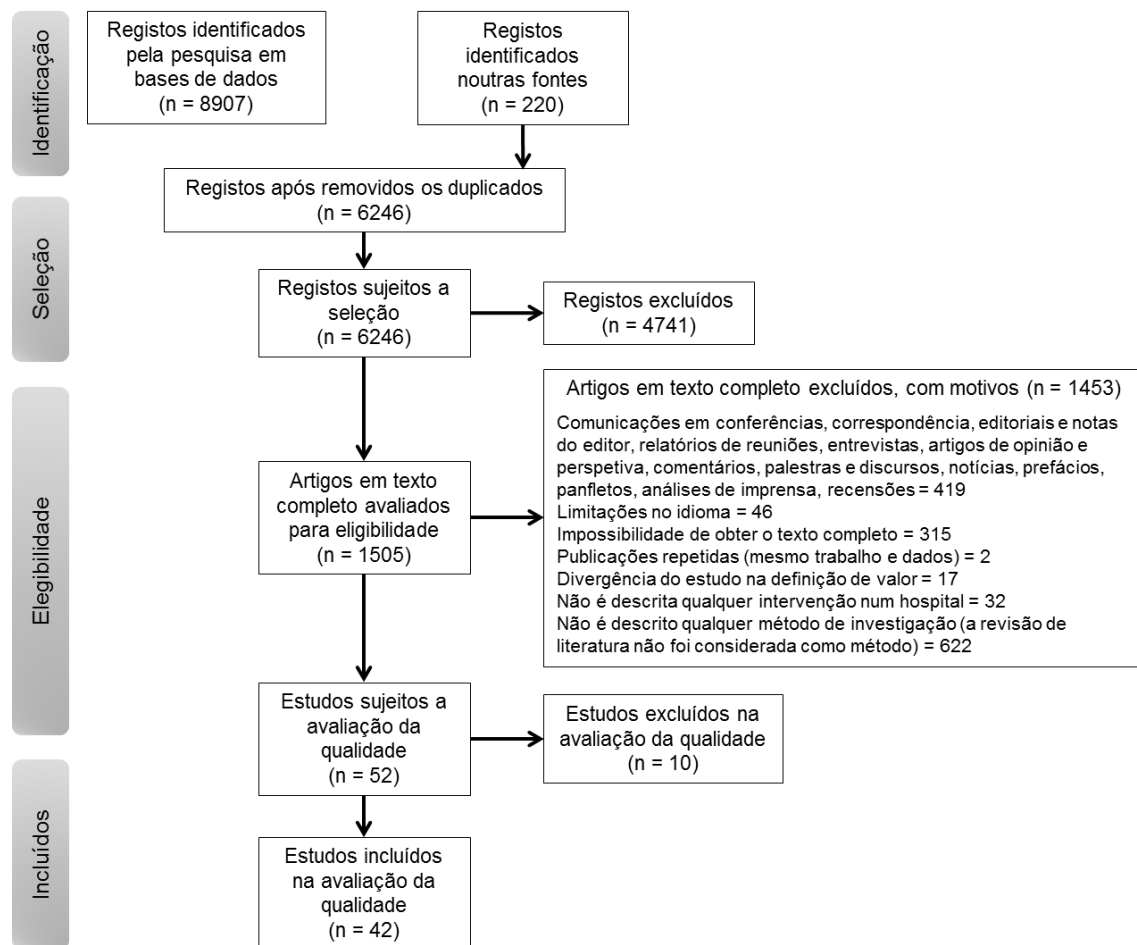 Identificação
Registos identificados
pela pesquisa em
bases de dados
(n = 8907)
Registos
identificados
noutras fontes
(n = 220)
Registos após removidos os duplicados
(n = 6246)
Seleção
Registos sujeitos a
seleção
(n = 6246)
Registos excluídos
(n = 4741)
Elegibilidade
Artigos em texto
completo avaliados
para eligibilidade
(n = 1505)
Artigos em texto completo excluídos, com motivos (n = 1453)
Comunicações em conferências, correspondência, editoriais e notas
do editor, relatórios de reuniões, entrevistas, artigos de opinião e
perspetiva, comentários, palestras e discursos, notícias, prefácios,
panfletos, análises de imprensa, recensões = 419
Limitações no idioma = 46
Impossibilidade de obter o texto completo = 315
Publicações repetidas (mesmo trabalho e dados) = 2
Divergência do estudo na definição de valor = 17
Não é descrita qualquer intervenção num hospital = 32
Não é descrito qualquer método de investigação (a revisão de
literatura não foi considerada como método) = 622
Estudos sujeitos a
avaliação da
qualidade
(n = 52)
Estudos excluídos na
avaliação da qualidade
(n = 10)
Incluídos
Estudos incluídos
na avaliação da
qualidade
(n = 42)